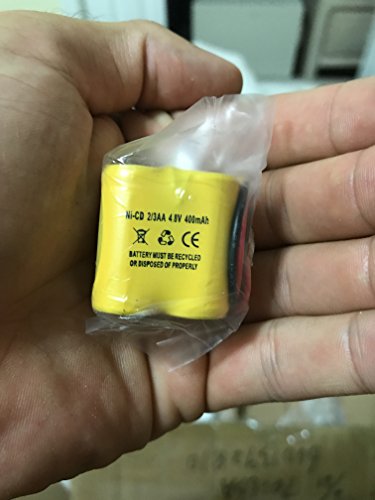 Ni-CD 2/3AA 4.8V 400mAh
CE
BATTERY MUST BE RECYCLED
OR DISPOSED OF PROPERLY